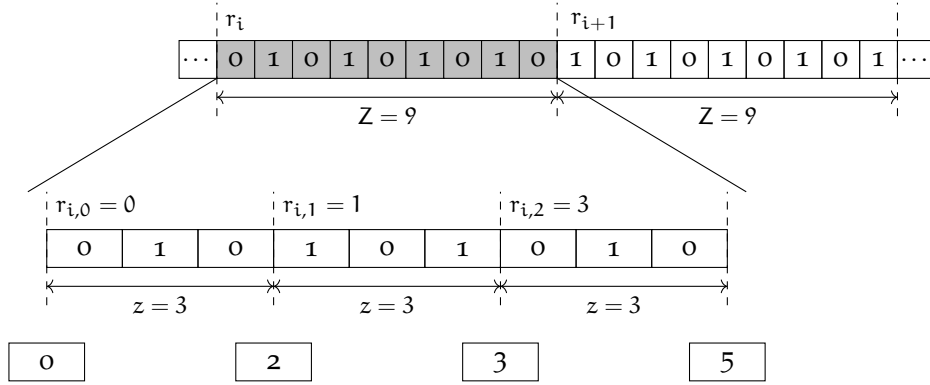 r_i r_{i+1}
⋯ 0 1 0 1 0 1 0 1 0 1 0 1 0 1 0 1 0 1 ⋯
Z = 9 Z = 9
r_{i,0} = 0 r_{i,1} = 1 r_{i,2} = 3
0 1 0 1 0 1 0 1 0
z = 3 z = 3 z = 3
0 2 3 5